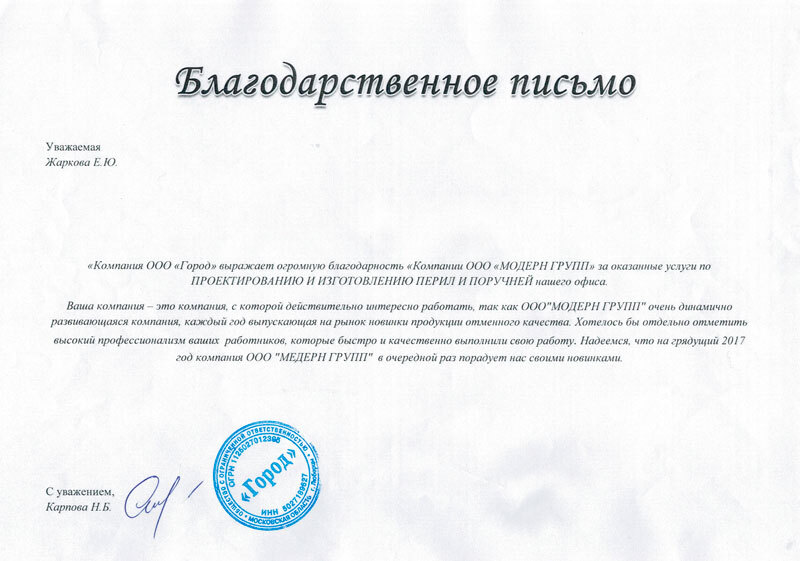 Благодарственное письмо
Уважаемая
Жаркова Е.Ю.
«Компания ООО «Город» выражает огромную благодарность «Компании ООО «МОДЕРН ГРУПП» за оказанные услуги по
ПРОЕКТИРОВАНИЮ И ИЗГОТОВЛЕНИЮ ПЕРИЛ И ПОРУЧНЕЙ нашего офиса.
Ваша компания – это компания, с которой действительно интересно работать, так как ООО"МОДЕРН ГРУПП" очень динамично
развивающаяся компания, каждый год выпускающая на рынок новинки продукции отменного качества. Хотелось бы отдельно отметить
высокий профессионализм ваших работников, которые быстро и качественно выполнили свою работу. Надеемся, что на грядущий 2017
год компания ООО "МЕДЕРН ГРУПП" в очередной раз порадует нас своими новинками.
С уважением,
Карпова Н.Б.
ОБЩЕСТВО С ОГРАНИЧЕННОЙ ОТВЕТСТВЕННОСТЬЮ
ОГРН 1125027012396
«Город»
ИНН 5027189627
МОСКОВСКАЯ ОБЛАСТЬ